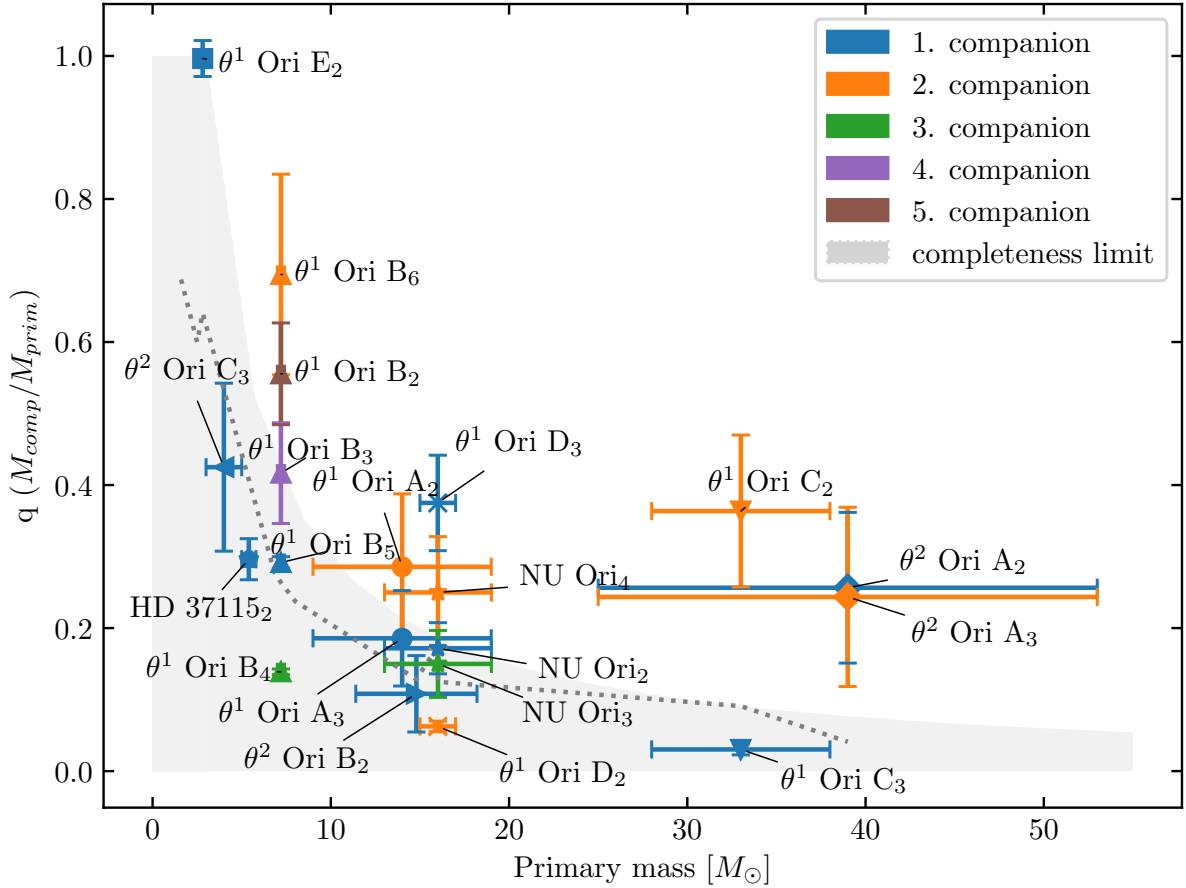 1.0
0.8
0.6
0.4
0.2
0.0
0
10
20
30
40
50
q (M_comp/M_prim)
Primary mass [M_⊙]
1. companion
2. companion
3. companion
4. companion
5. companion
completeness limit
θ¹ Ori E₂
θ¹ Ori B₆
θ² Ori C₃
θ¹ Ori B₂
θ¹ Ori B₃
θ¹ Ori D₃
θ¹ Ori A₂
θ¹ Ori C₂
θ¹ Ori B₅
NU Ori₄
θ² Ori A₂
HD 37115₂
θ² Ori A₃
θ¹ Ori B₄
NU Ori₂
θ¹ Ori A₃
NU Ori₃
θ² Ori B₂
θ¹ Ori D₂
θ¹ Ori C₃